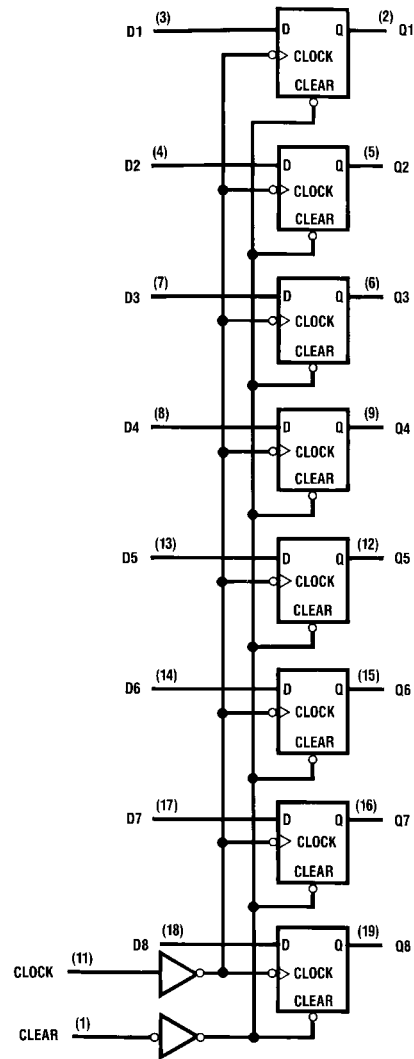 D1 (3) D Q (2) Q1
CLOCK
CLEAR
D2 (4) D Q (5) Q2
CLOCK
CLEAR
D3 (7) D Q (6) Q3
CLOCK
CLEAR
D4 (8) D Q (9) Q4
CLOCK
CLEAR
D5 (13) D Q (12) Q5
CLOCK
CLEAR
D6 (14) D Q (15) Q6
CLOCK
CLEAR
D7 (17) D Q (16) Q7
CLOCK
CLEAR
D8 (18) D Q (19) Q8
CLOCK (11) CLOCK
CLEAR
CLEAR (1)